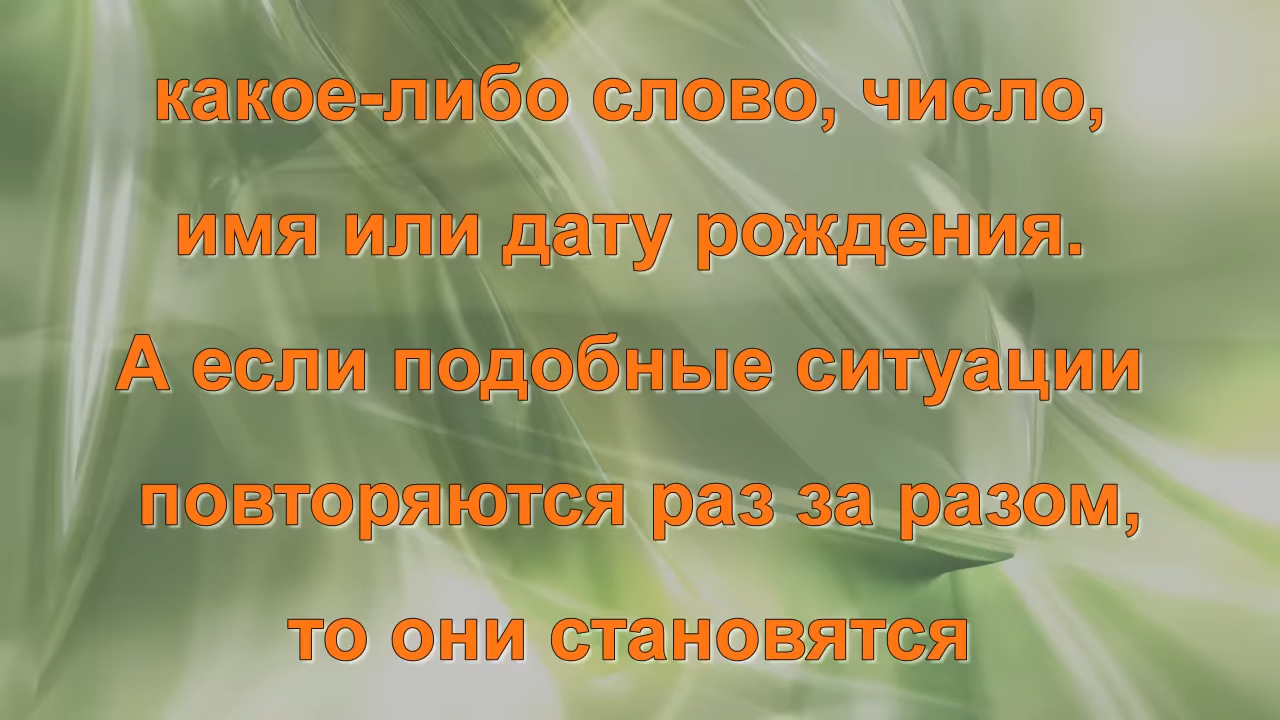 какое-либо слово, число,
имя или дату рождения.
А если подобные ситуации
повторяются раз за разом,
то они становятся